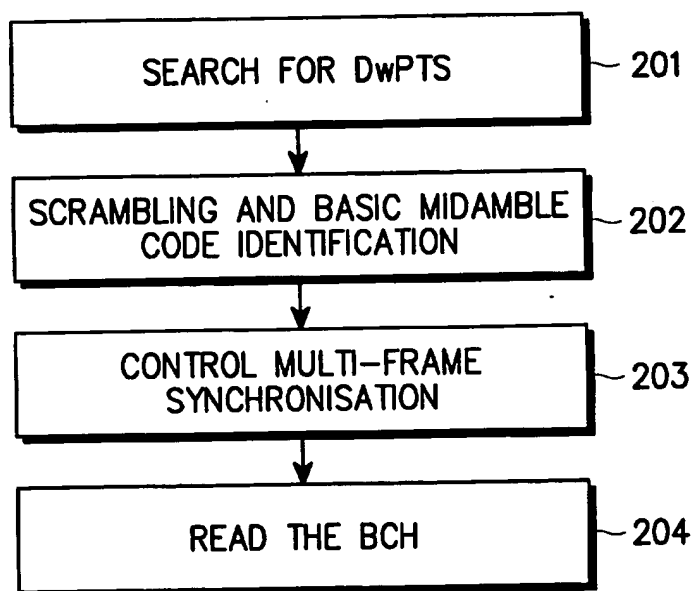 SEARCH FOR DwPTS
201
SCRAMBLING AND BASIC MIDAMBLE
CODE IDENTIFICATION
202
CONTROL MULTI-FRAME
SYNCHRONISATION
203
READ THE BCH
204